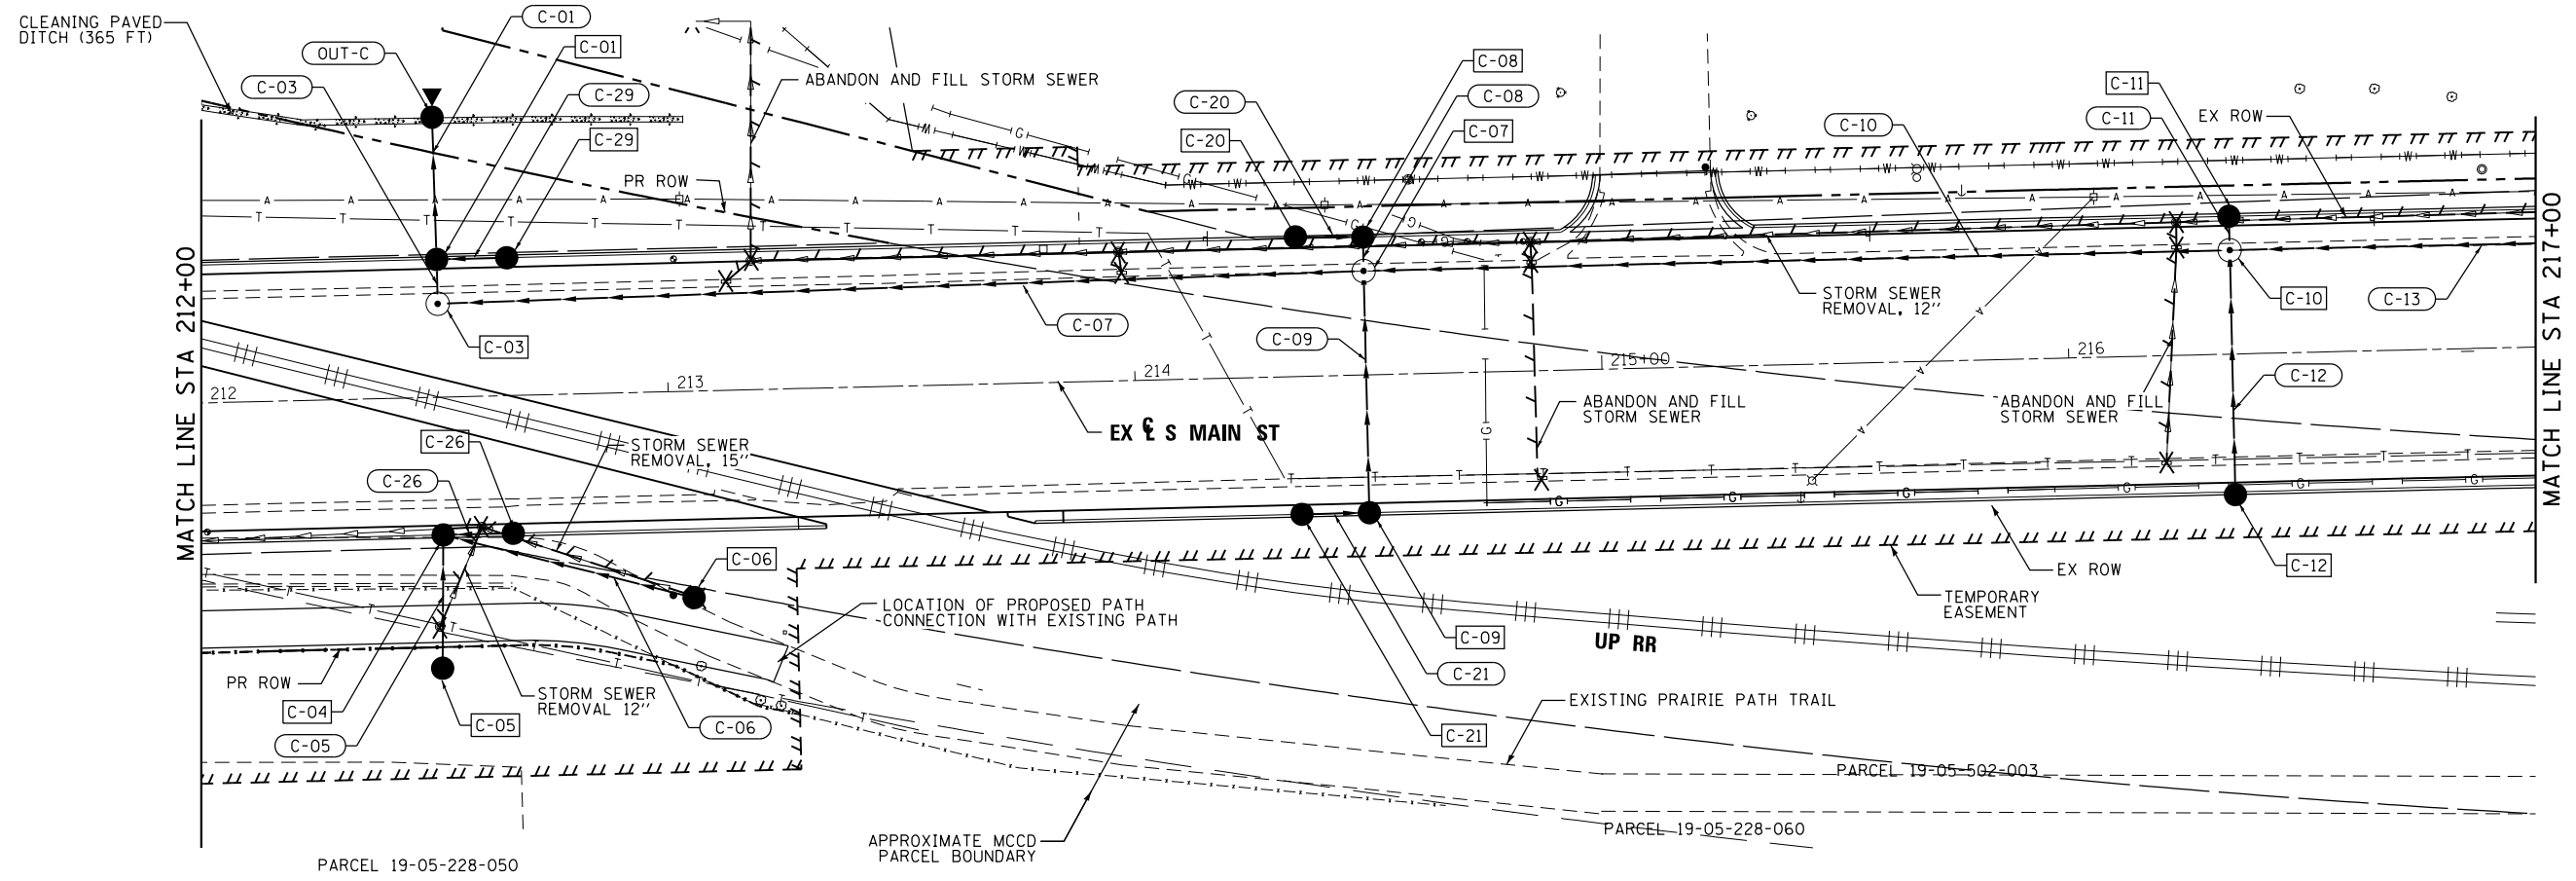 CLEANING PAVED
DITCH (365 FT)
C-01
OUT-C
C-01
C-03
C-29
C-29
ABANDON AND FILL STORM SEWER
C-08
C-20
C-08
C-20
C-07
C-10
C-11
C-11
EX ROW
PR ROW
MATCH LINE STA 212+00
MATCH LINE STA 217+00
C-03
C-07
C-09
STORM SEWER
REMOVAL, 12"
C-10
C-13
212
213
214
215+00
216
EX ℄ S MAIN ST
ABANDON AND FILL
STORM SEWER
ABANDON AND FILL
STORM SEWER
C-12
C-26
STORM SEWER
REMOVAL, 15"
C-26
C-06
LOCATION OF PROPOSED PATH
CONNECTION WITH EXISTING PATH
C-09
UP RR
TEMPORARY
EASEMENT
EX ROW
C-12
PR ROW
C-04
C-05
C-05
STORM SEWER
REMOVAL 12"
C-06
C-21
C-21
EXISTING PRAIRIE PATH TRAIL
PARCEL 19-05-502-003
APPROXIMATE MCCD
PARCEL BOUNDARY
PARCEL 19-05-228-060
PARCEL 19-05-228-050